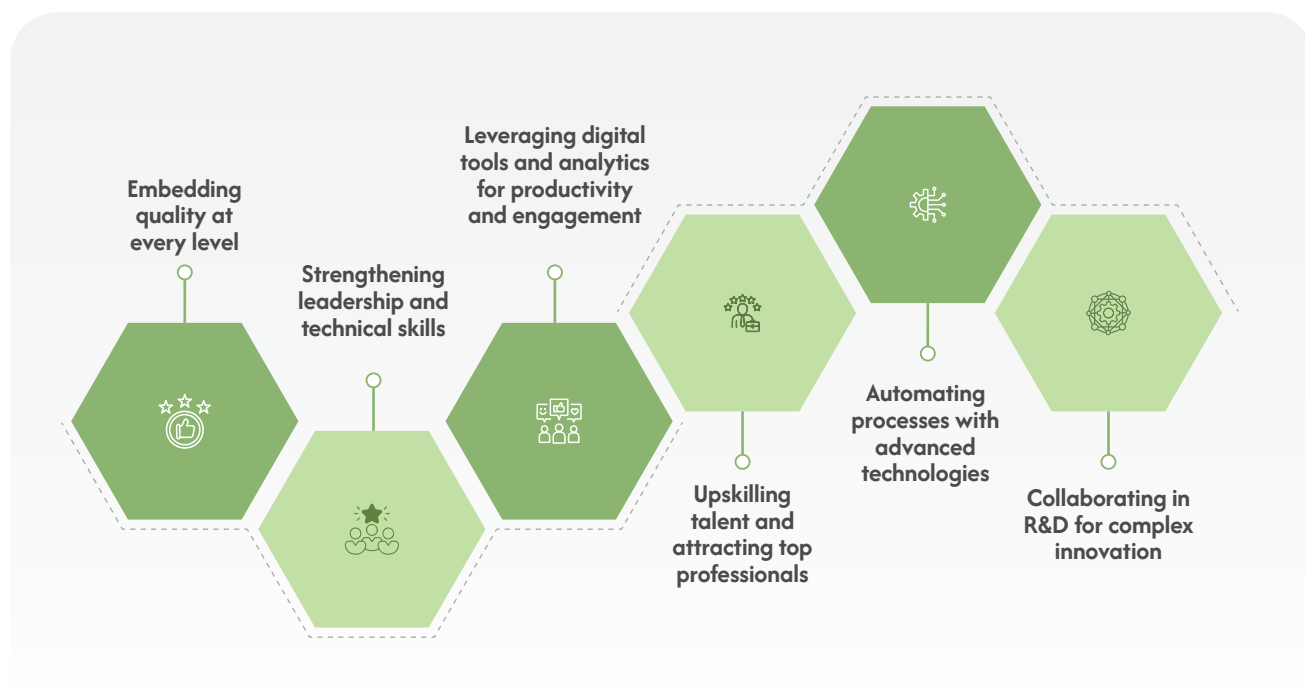 Embedding
quality at
every level
Strengthening
leadership and
technical skills
Leveraging digital
tools and analytics
for productivity
and engagement
Upskilling
talent and
attracting top
professionals
Automating
processes with
advanced
technologies
Collaborating in
R&D for complex
innovation